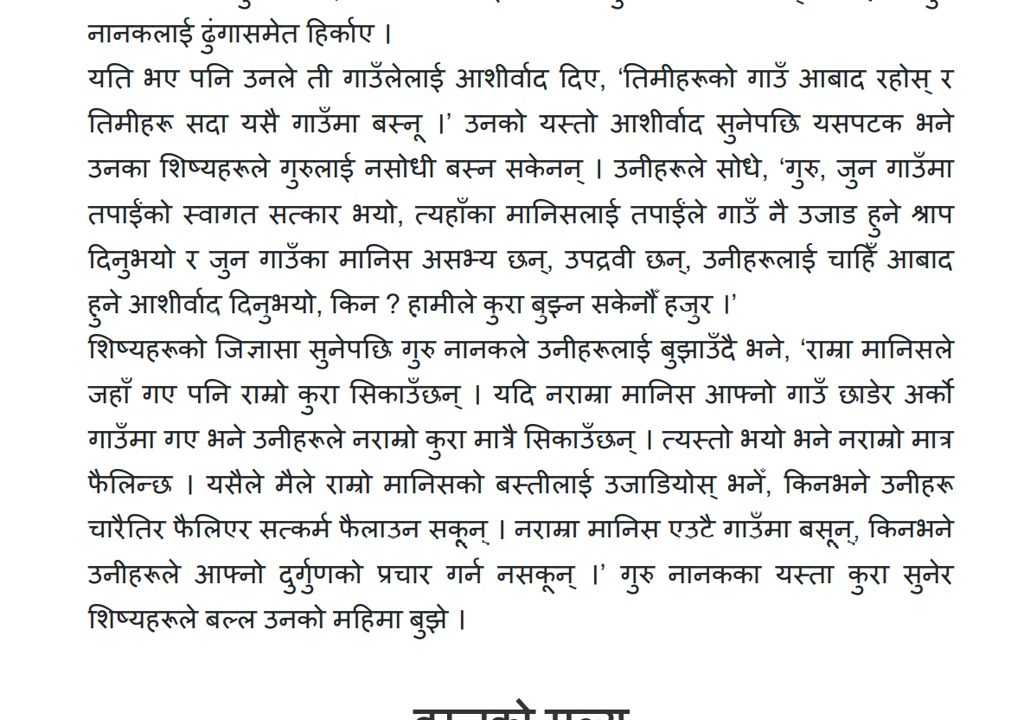 नानकलाई ढुंगासमेत हिर्काए ।
यति भए पनि उनले ती गाउँलेलाई आशीर्वाद दिए, ‘तिमीहरूको गाउँ आबाद रहोस् र
तिमीहरू सदा यसै गाउँमा बस्नू ।’ उनको यस्तो आशीर्वाद सुनेपछि यसपटक भने
उनका शिष्यहरूले गुरुलाई नसोधी बस्न सकेनन् । उनीहरूले सोधे, ‘गुरु, जुन गाउँमा
तपाईंको स्वागत सत्कार भयो, त्यहाँका मानिसलाई तपाईंले गाउँ नै उजाड हुने श्राप
दिनुभयो र जुन गाउँका मानिस असभ्य छन्, उपद्रवी छन्, उनीहरूलाई चाहिँ आबाद
हुने आशीर्वाद दिनुभयो, किन ? हामीले कुरा बुझ्न सकेनौँ हजुर ।’
शिष्यहरूको जिज्ञासा सुनेपछि गुरु नानकले उनीहरूलाई बुझाउँदै भने, ‘राम्रा मानिसले
जहाँ गए पनि राम्रो कुरा सिकाउँछन् । यदि नराम्रा मानिस आफ्नो गाउँ छाडेर अर्को
गाउँमा गए भने उनीहरूले नराम्रो कुरा मात्रै सिकाउँछन् । त्यस्तो भयो भने नराम्रो मात्र
फैलिन्छ । यसैले मैले राम्रो मानिसको बस्तीलाई उजाडियोस् भनेँ, किनभने उनीहरू
चारैतिर फैलिएर सत्कर्म फैलाउन सकून् । नराम्रा मानिस एउटै गाउँमा बसून्, किनभने
उनीहरूले आफ्नो दुर्गुणको प्रचार गर्न नसकून् ।’ गुरु नानकका यस्ता कुरा सुनेर
शिष्यहरूले बल्ल उनको महिमा बुझे ।